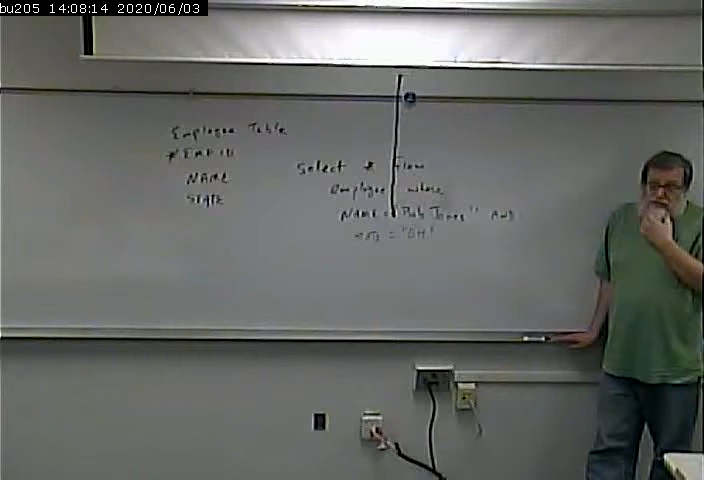 bu205 14:08:14 2020/06/03
Employee Table
*EMPID
NAME
STATE
Select * From
Employee where
NAME = "Bob Jones" AND
= "OH"